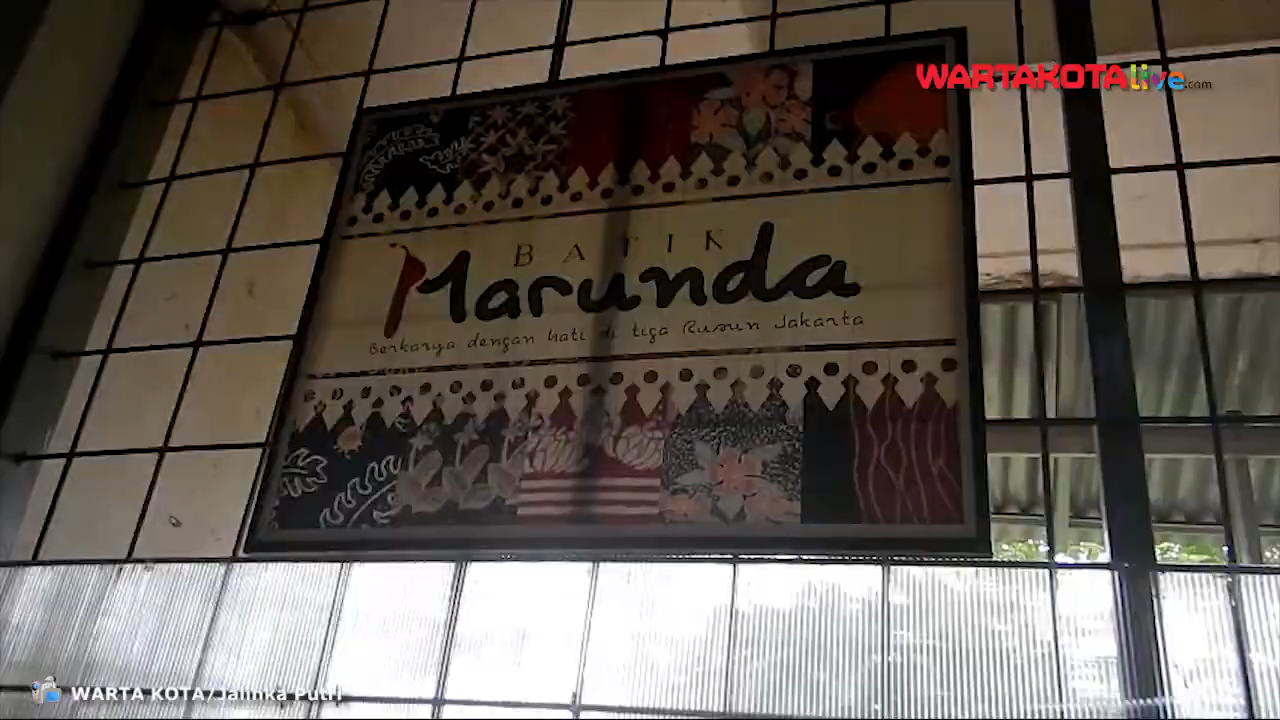 WARTAKOTAlive.com
BATIK
Marunda
Berkarya dengan hati di tiga Rusun Jakarta
WARTA KOTA/Jalinka Putri